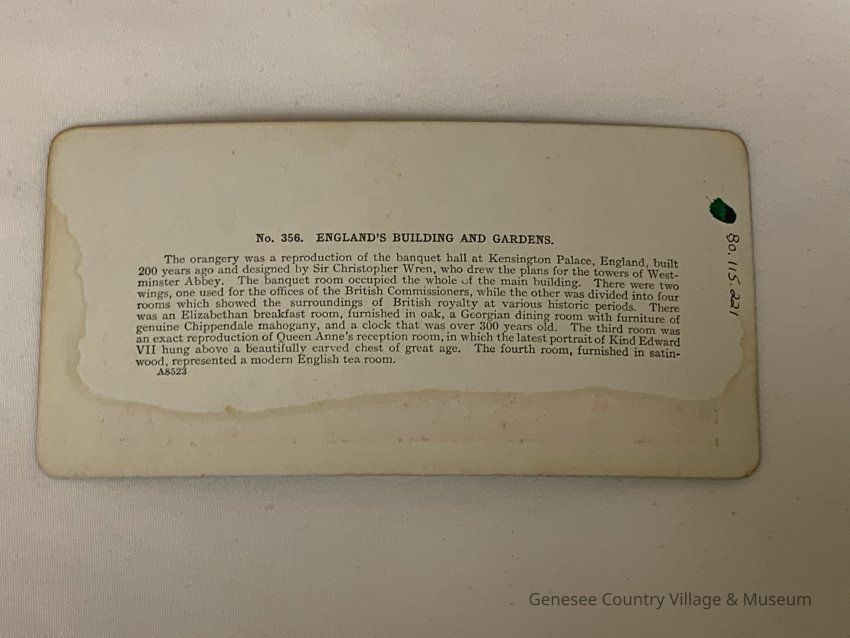 No. 356. ENGLAND'S BUILDING AND GARDENS.
The orangery was a reproduction of the banquet hall at Kensington Palace, England, built
200 years ago and designed by Sir Christopher Wren, who drew the plans for the towers of West-
minster Abbey. The banquet room occupied the whole of the main building. There were two
wings, one used for the offices of the British Commissioners, while the other was divided into four
rooms which showed the surroundings of British royalty at various historic periods. There
was an Elizabethan breakfast room, furnished in oak, a Georgian dining room with furniture of
genuine Chippendale mahogany, and a clock that was over 300 years old. The third room was
an exact reproduction of Queen Anne's reception room, in which the latest portrait of Kind Edward
VII hung above a beautifully carved chest of great age. The fourth room, furnished in satin-
wood, represented a modern English tea room.
A8523
80.115.221
Genesee Country Village & Museum